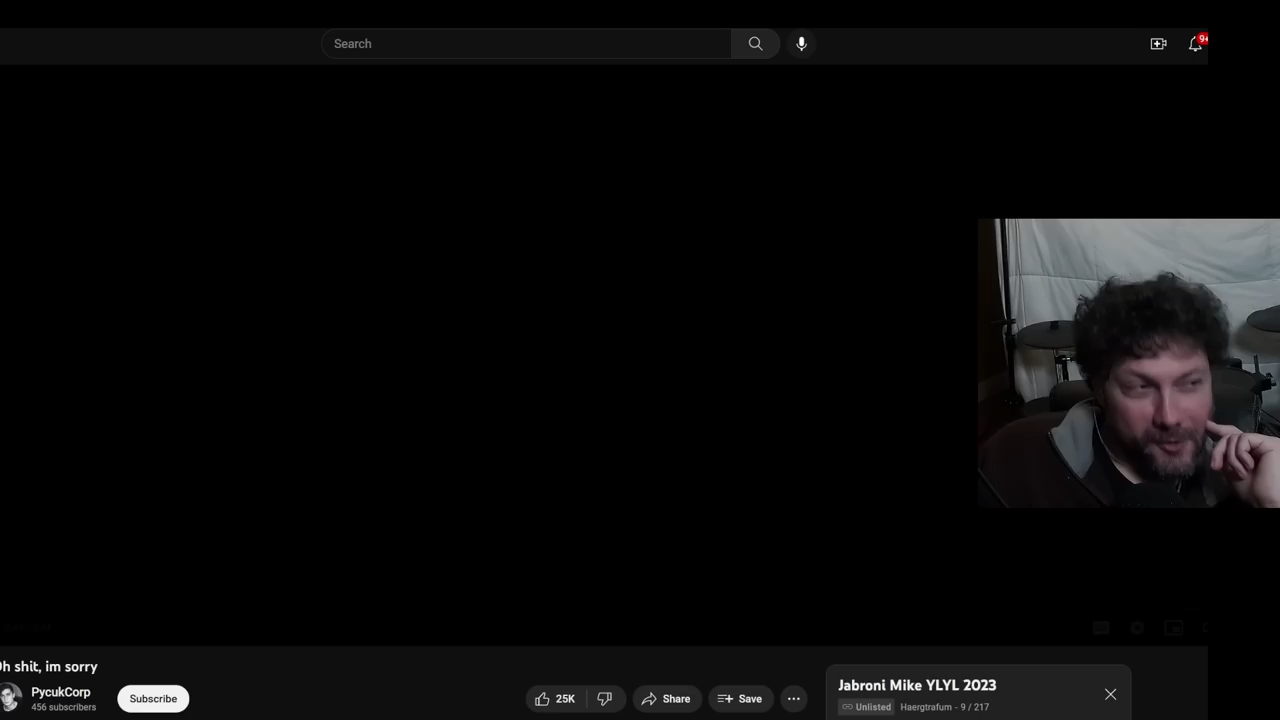 Search
9+
h shit, im sorry
PycukCorp
456 subscribers
Subscribe
25K
Share
Save
Jabroni Mike YLYL 2023
Unlisted
Haergtrafum - 9 / 217